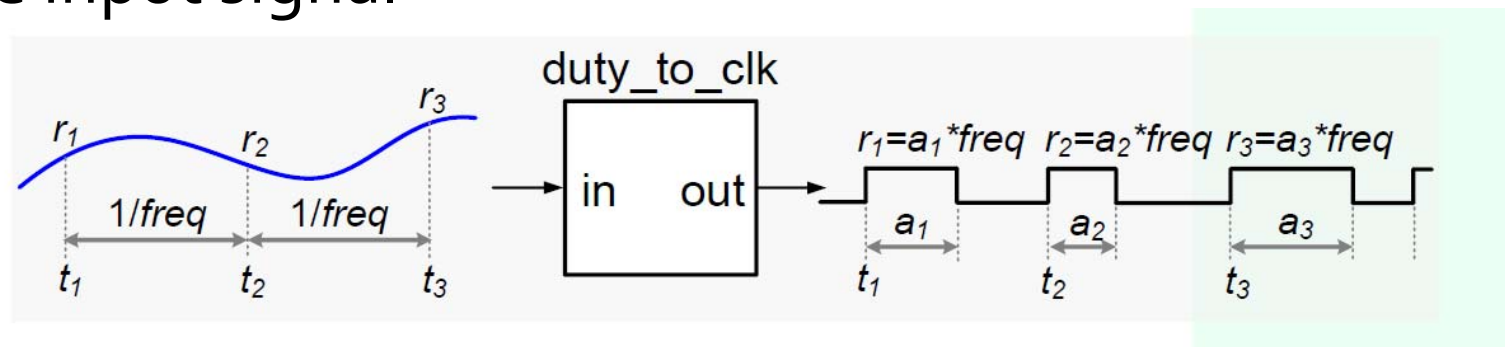 e input signal
duty_to_clk
r1 r2 r3
1/freq 1/freq
t1 t2 t3
in out
r1=a1*freq r2=a2*freq r3=a3*freq
a1 a2 a3
t1 t2 t3